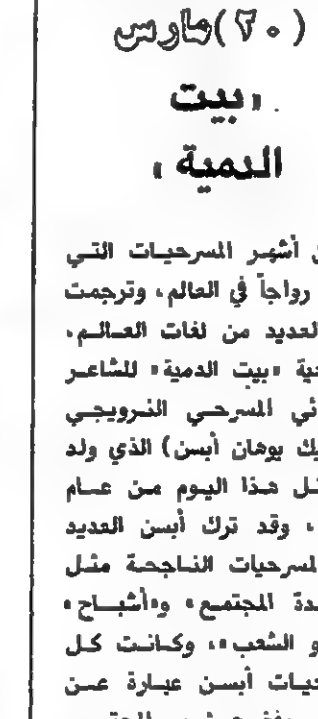 (٢٠) مارس
«بيت
الدمية»
أشهر المسرحيات التي
رواجاً في العالم، وترجمت
العديد من لغات العالم،
«بيت الدمية» للشاعر
المسرحي النرويجي
يوهان أبسن) الذي ولد
هذا اليوم من عام
، وقد ترك أبسن العديد
المسرحيات الناجحة مثل
المجتمع» و«أشباح»
و الشعب»، وكانت كل
أبسن عبارة عن